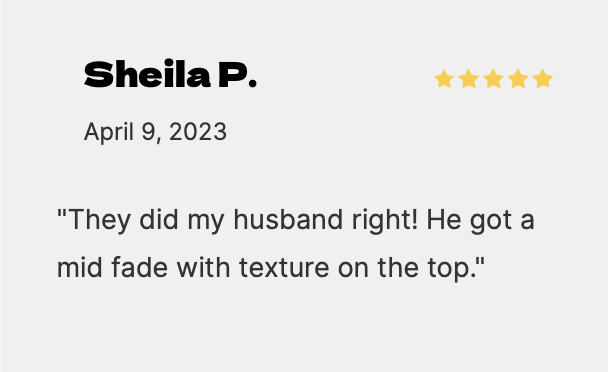 Sheila P.
April 9, 2023
"They did my husband right! He got a
mid fade with texture on the top."